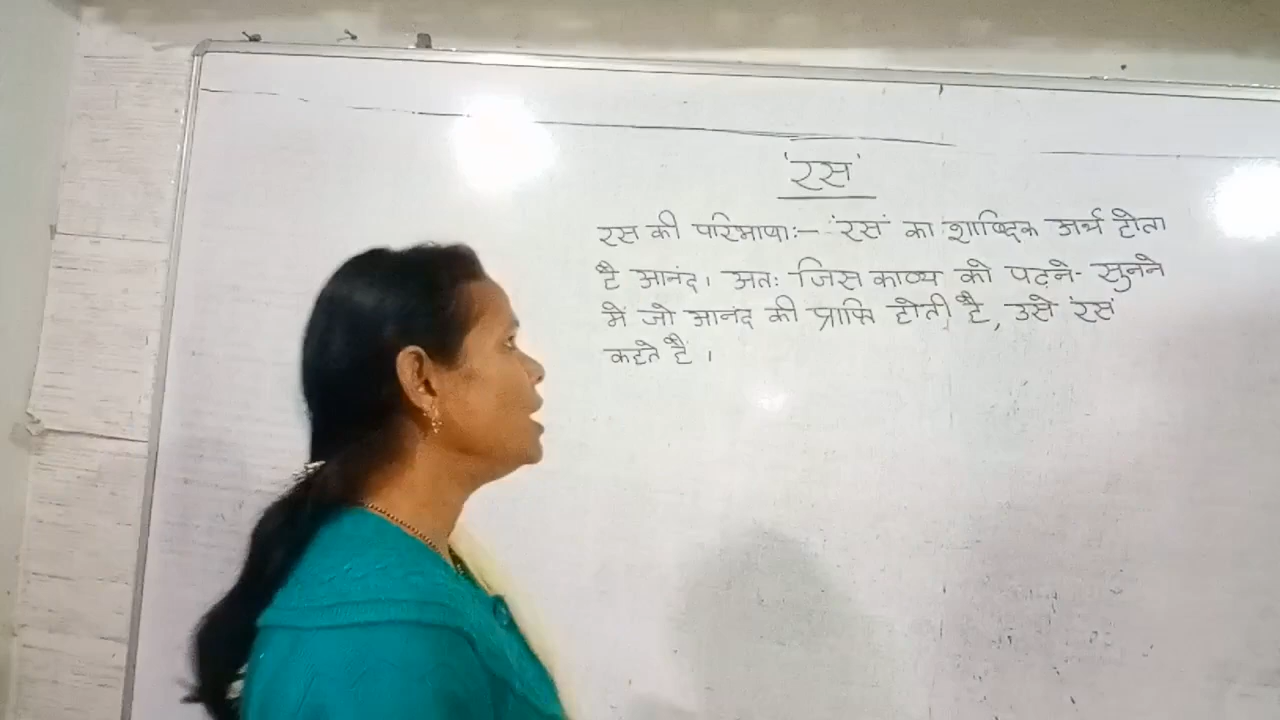 'रस'
रस की परिभाषा:- 'रस' का शाब्दिक अर्थ होता
है आनंद। अतः जिस काव्य को पढ़ने- सुनने
में जो आनंद की प्राप्ति होती है, उसे 'रस'
कहते हैं ।